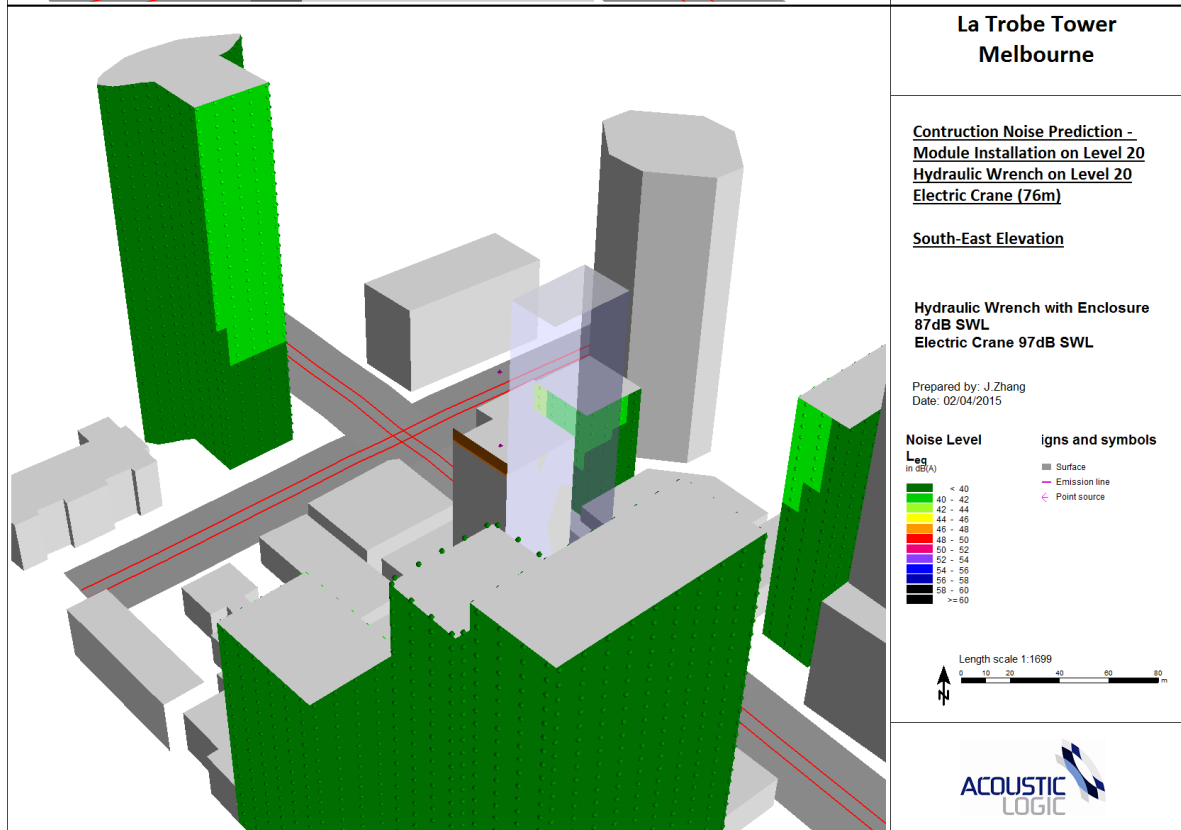 La Trobe Tower
Melbourne
Contruction Noise Prediction -
Module Installation on Level 20
Hydraulic Wrench on Level 20
Electric Crane (76m)
South-East Elevation
Hydraulic Wrench with Enclosure
87dB SWL
Electric Crane 97dB SWL
Prepared by: J.Zhang
Date: 02/04/2015
Noise Level
Leq
in dB(A)
< 40
40 - 42
42 - 44
44 - 46
46 - 48
48 - 50
50 - 52
52 - 54
54 - 56
56 - 58
58 - 60
>= 60
igns and symbols
Surface
Emission line
Point source
Length scale 1:1699
0 10 20 40 60 80
m
N
ACOUSTIC
LOGIC